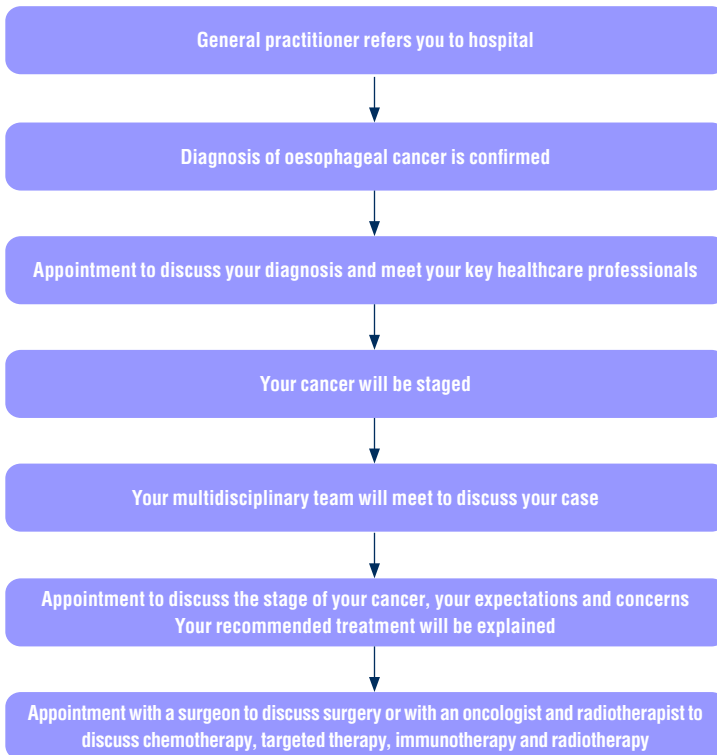 General practitioner refers you to hospital
Diagnosis of oesophageal cancer is confirmed
Appointment to discuss your diagnosis and meet your key healthcare professionals
Your cancer will be staged
Your multidisciplinary team will meet to discuss your case
Appointment to discuss the stage of your cancer, your expectations and concerns
Your recommended treatment will be explained
Appointment with a surgeon to discuss surgery or with an oncologist and radiotherapist to
discuss chemotherapy, targeted therapy, immunotherapy and radiotherapy